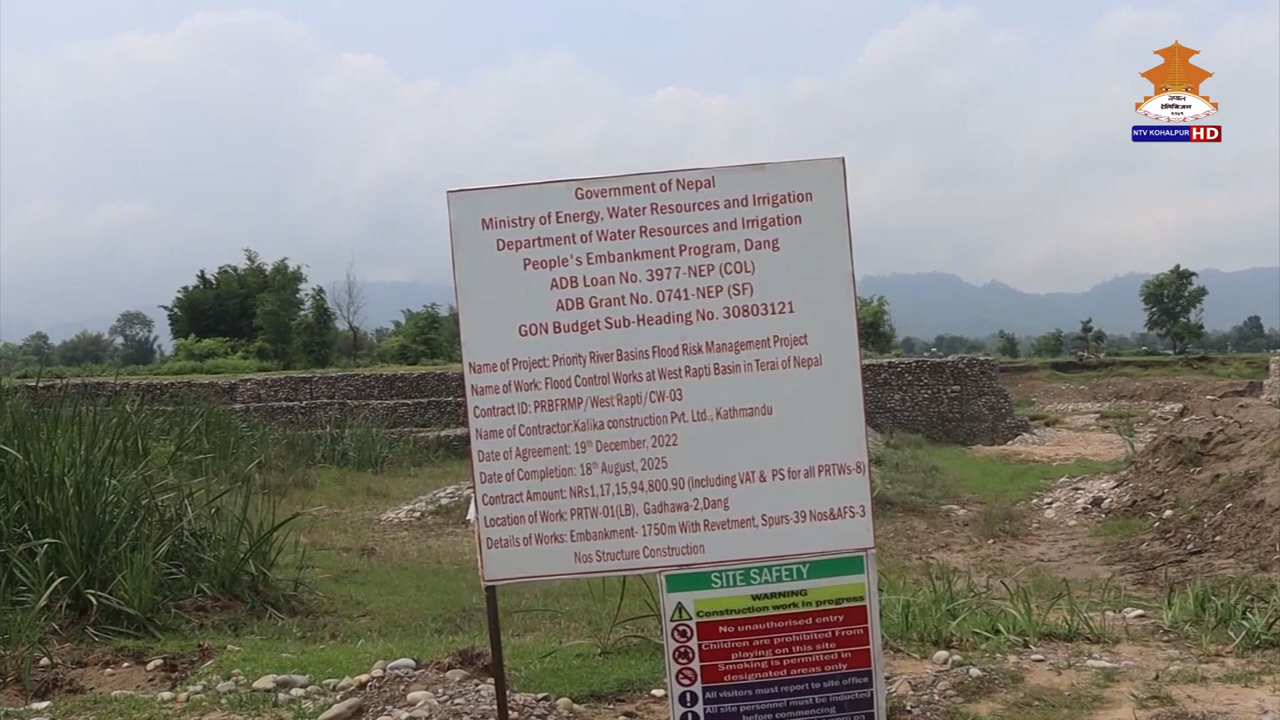 नेपाल
टेलिभिजन
२०४१
NTV KOHALPUR HD
Government of Nepal
Ministry of Energy, Water Resources and Irrigation
Department of Water Resources and Irrigation
People's Embankment Program, Dang
ADB Loan No. 3977-NEP (COL)
ADB Grant No. 0741-NEP (SF)
GON Budget Sub-Heading No. 30803121
Name of Project: Priority River Basins Flood Risk Management Project
Name of Work: Flood Control Works at West Rapti Basin in Terai of Nepal
Contract ID: PRBFRMP/West Rapti/CW-03
Name of Contractor:Kalika construction Pvt. Ltd., Kathmandu
Date of Agreement: 19th December, 2022
Date of Completion: 18th August, 2025
Contract Amount: NRs1,17,15,94,800.90 (Including VAT & PS for all PRTWs-8)
Location of Work: PRTW-01(LB), Gadhawa-2,Dang
Details of Works: Embankment- 1750m With Revetment, Spurs-39 Nos&AFS-3
Nos Structure Construction
SITE SAFETY
WARNING
Construction work in progress
No unauthorised entry
Children are prohibited From
playing on this site
Smoking is permitted in
designated areas only
All visitors must report to site office
All site personnel must be inducted
before commencing